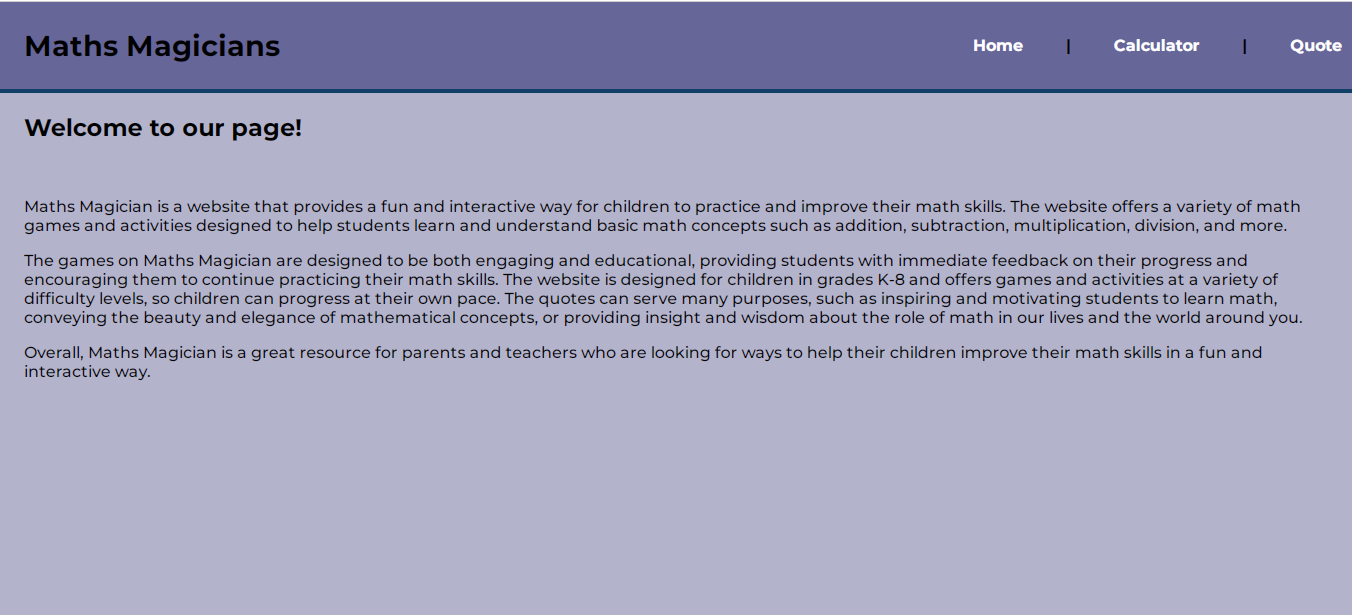 Maths Magicians
Home | Calculator | Quote
Welcome to our page!
Maths Magician is a website that provides a fun and interactive way for children to practice and improve their math skills. The website offers a variety of math
games and activities designed to help students learn and understand basic math concepts such as addition, subtraction, multiplication, division, and more.
The games on Maths Magician are designed to be both engaging and educational, providing students with immediate feedback on their progress and
encouraging them to continue practicing their math skills. The website is designed for children in grades K-8 and offers games and activities at a variety of
difficulty levels, so children can progress at their own pace. The quotes can serve many purposes, such as inspiring and motivating students to learn math,
conveying the beauty and elegance of mathematical concepts, or providing insight and wisdom about the role of math in our lives and the world around you.
Overall, Maths Magician is a great resource for parents and teachers who are looking for ways to help their children improve their math skills in a fun and
interactive way.